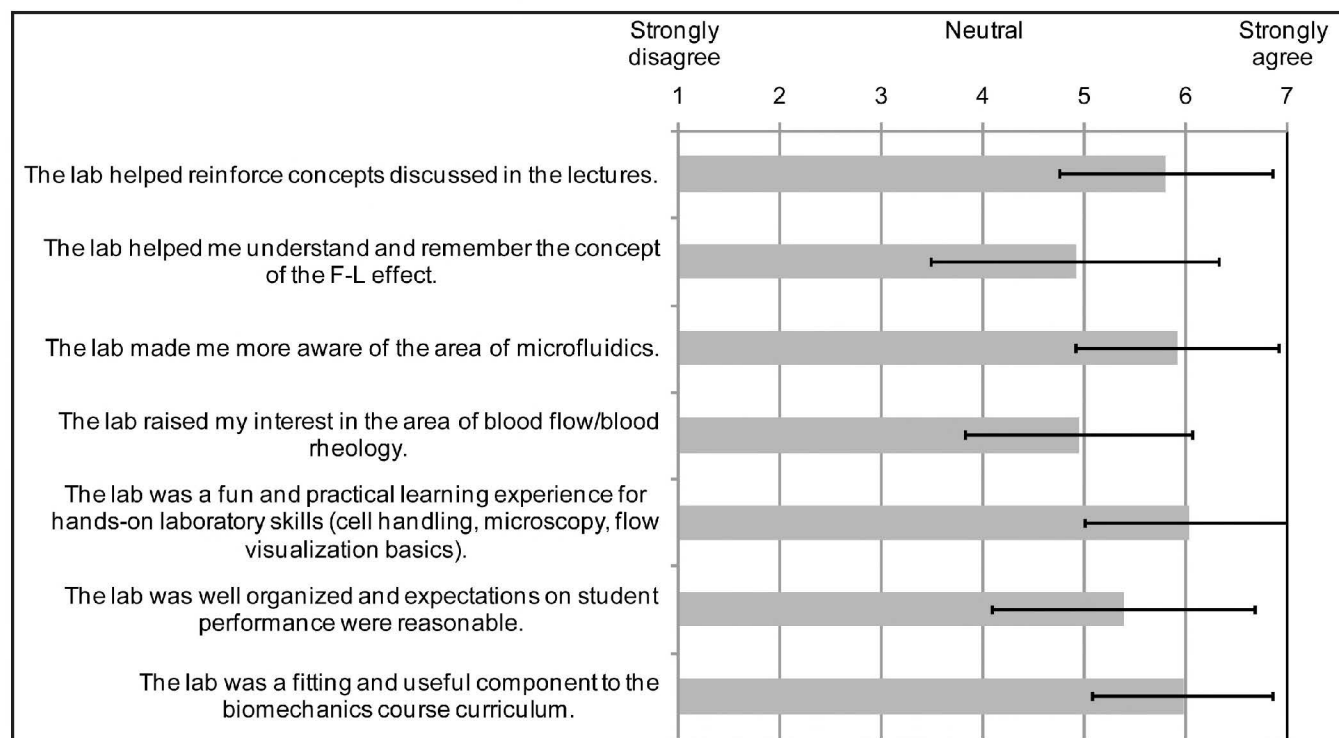 Strongly disagree
Neutral
Strongly agree
1 2 3 4 5 6 7
The lab helped reinforce concepts discussed in the lectures.
The lab helped me understand and remember the concept
of the F-L effect.
The lab made me more aware of the area of microfluidics.
The lab raised my interest in the area of blood flow/blood
rheology.
The lab was a fun and practical learning experience for
hands-on laboratory skills (cell handling, microscopy, flow
visualization basics).
The lab was well organized and expectations on student
performance were reasonable.
The lab was a fitting and useful component to the
biomechanics course curriculum.